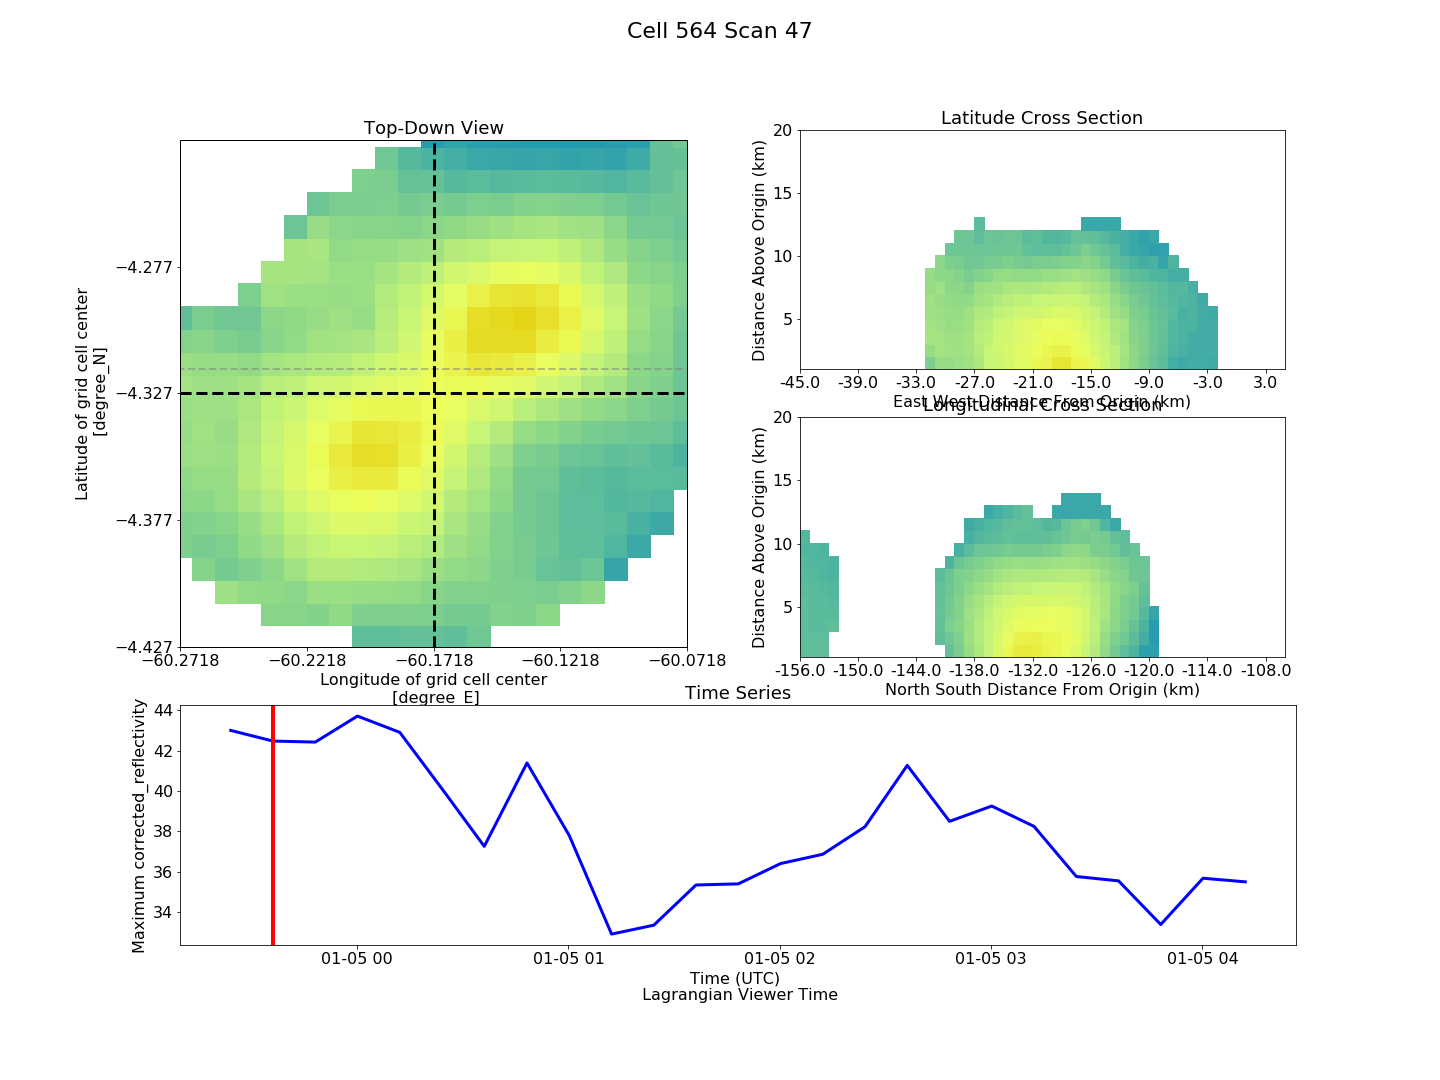 Cell 564 Scan 47
Top-Down View
Latitude of grid cell center
[degree_N]
−4.277
−4.327
−4.377
−4.427
−60.2718 −60.2218 −60.1718 −60.1218 −60.0718
Longitude of grid cell center
[degree_E]
Latitude Cross Section
Distance Above Origin (km)
20
15
10
5
-45.0 -39.0 -33.0 -27.0 -21.0 -15.0 -9.0 -3.0 3.0
East West Distance From Origin (km)
Longitudinal Cross Section
Distance Above Origin (km)
20
15
10
5
-156.0 -150.0 -144.0 -138.0 -132.0 -126.0 -120.0 -114.0 -108.0
North South Distance From Origin (km)
Time Series
Maximum corrected_reflectivity
44
42
40
38
36
34
01-05 00 01-05 01 01-05 02 01-05 03 01-05 04
Time (UTC)
Lagrangian Viewer Time